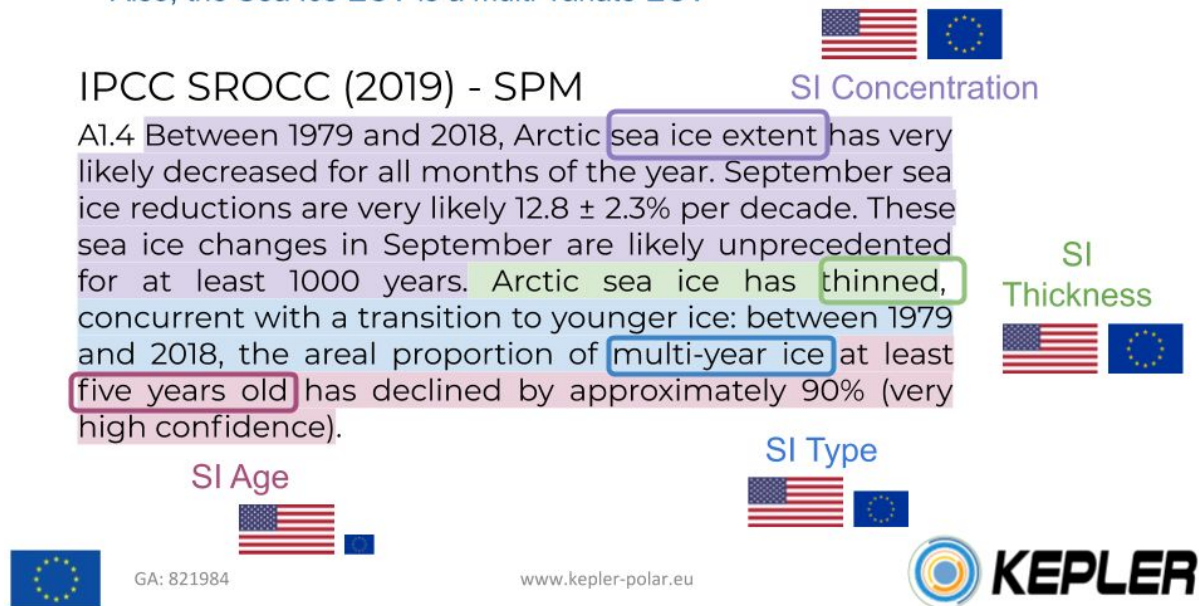 IPCC SROCC (2019) - SPM
SI Concentration
A1.4 Between 1979 and 2018, Arctic sea ice extent has very
likely decreased for all months of the year. September sea
ice reductions are very likely 12.8 ± 2.3% per decade. These
sea ice changes in September are likely unprecedented
for at least 1000 years. Arctic sea ice has thinned,
concurrent with a transition to younger ice: between 1979
and 2018, the areal proportion of multi-year ice at least
five years old has declined by approximately 90% (very
high confidence).
SI
Thickness
SI Type
SI Age
GA: 821984
www.kepler-polar.eu
KEPLER